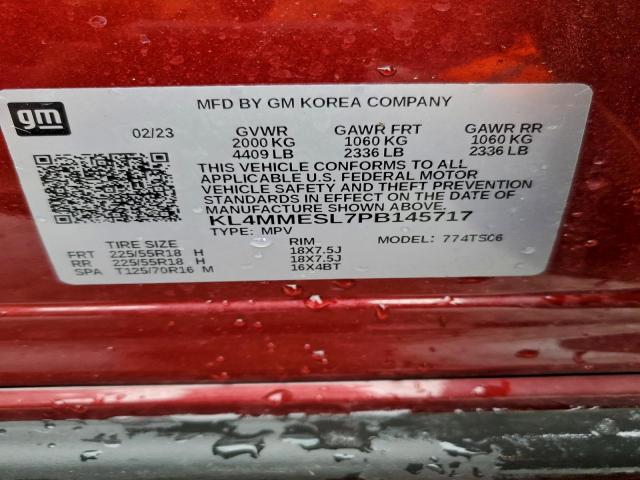 gm
MFD BY GM KOREA COMPANY
02/23 GVWR GAWR FRT GAWR RR
2000 KG 1060 KG 1060 KG
4409 LB 2336 LB 2336 LB
THIS VEHICLE CONFORMS TO ALL
APPLICABLE U.S. FEDERAL MOTOR
VEHICLE SAFETY AND THEFT PREVENTION
STANDARDS IN EFFECT ON THE DATE OF
MANUFACTURE SHOWN ABOVE.
KL4MMESL7PB145717
TYPE: MPV MODEL: 774TS06
TIRE SIZE RIM
FRT 225/55R18 H 18X7.5J
RR 225/55R18 H 18X7.5J
SPA T125/70R16 M 16X4BT